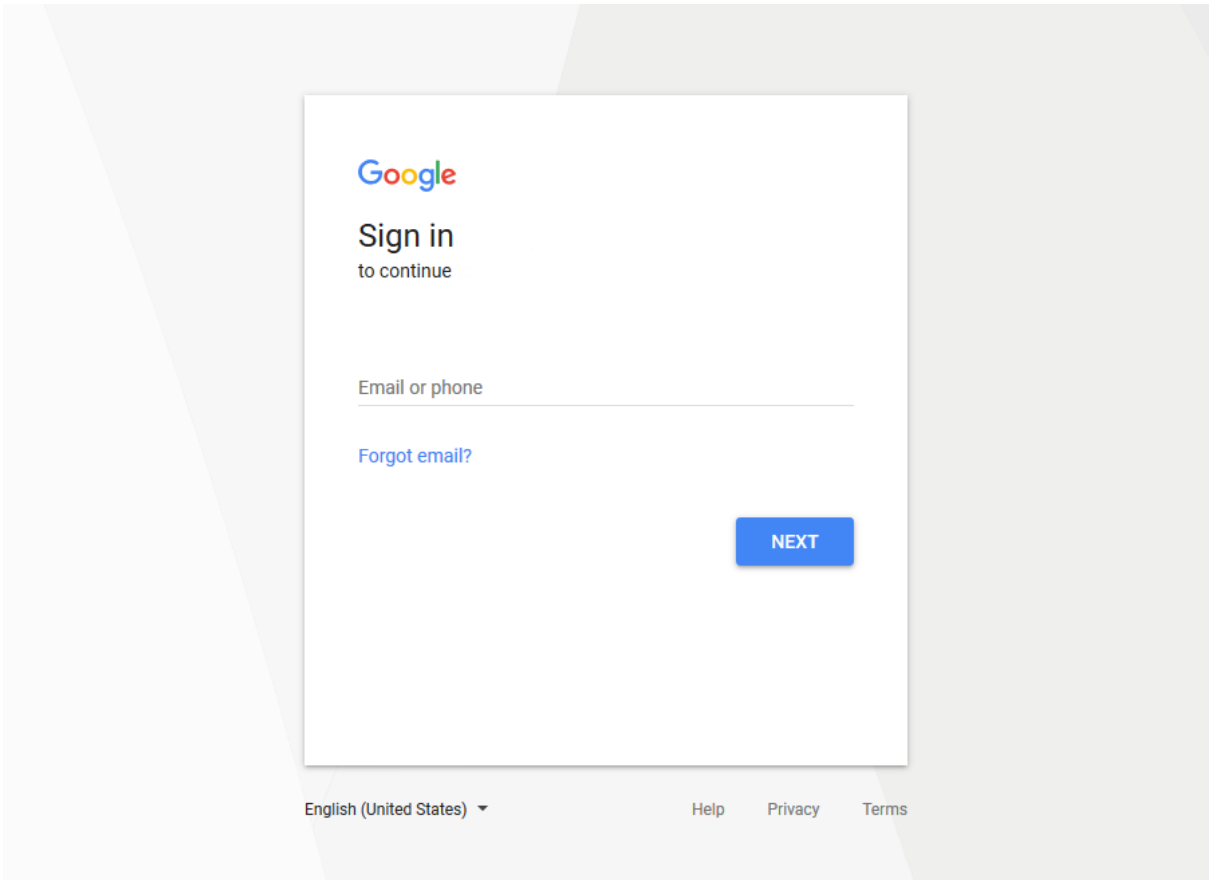 Google
Sign in
to continue
Email or phone
Forgot email?
NEXT
English (United States) Help Privacy Terms